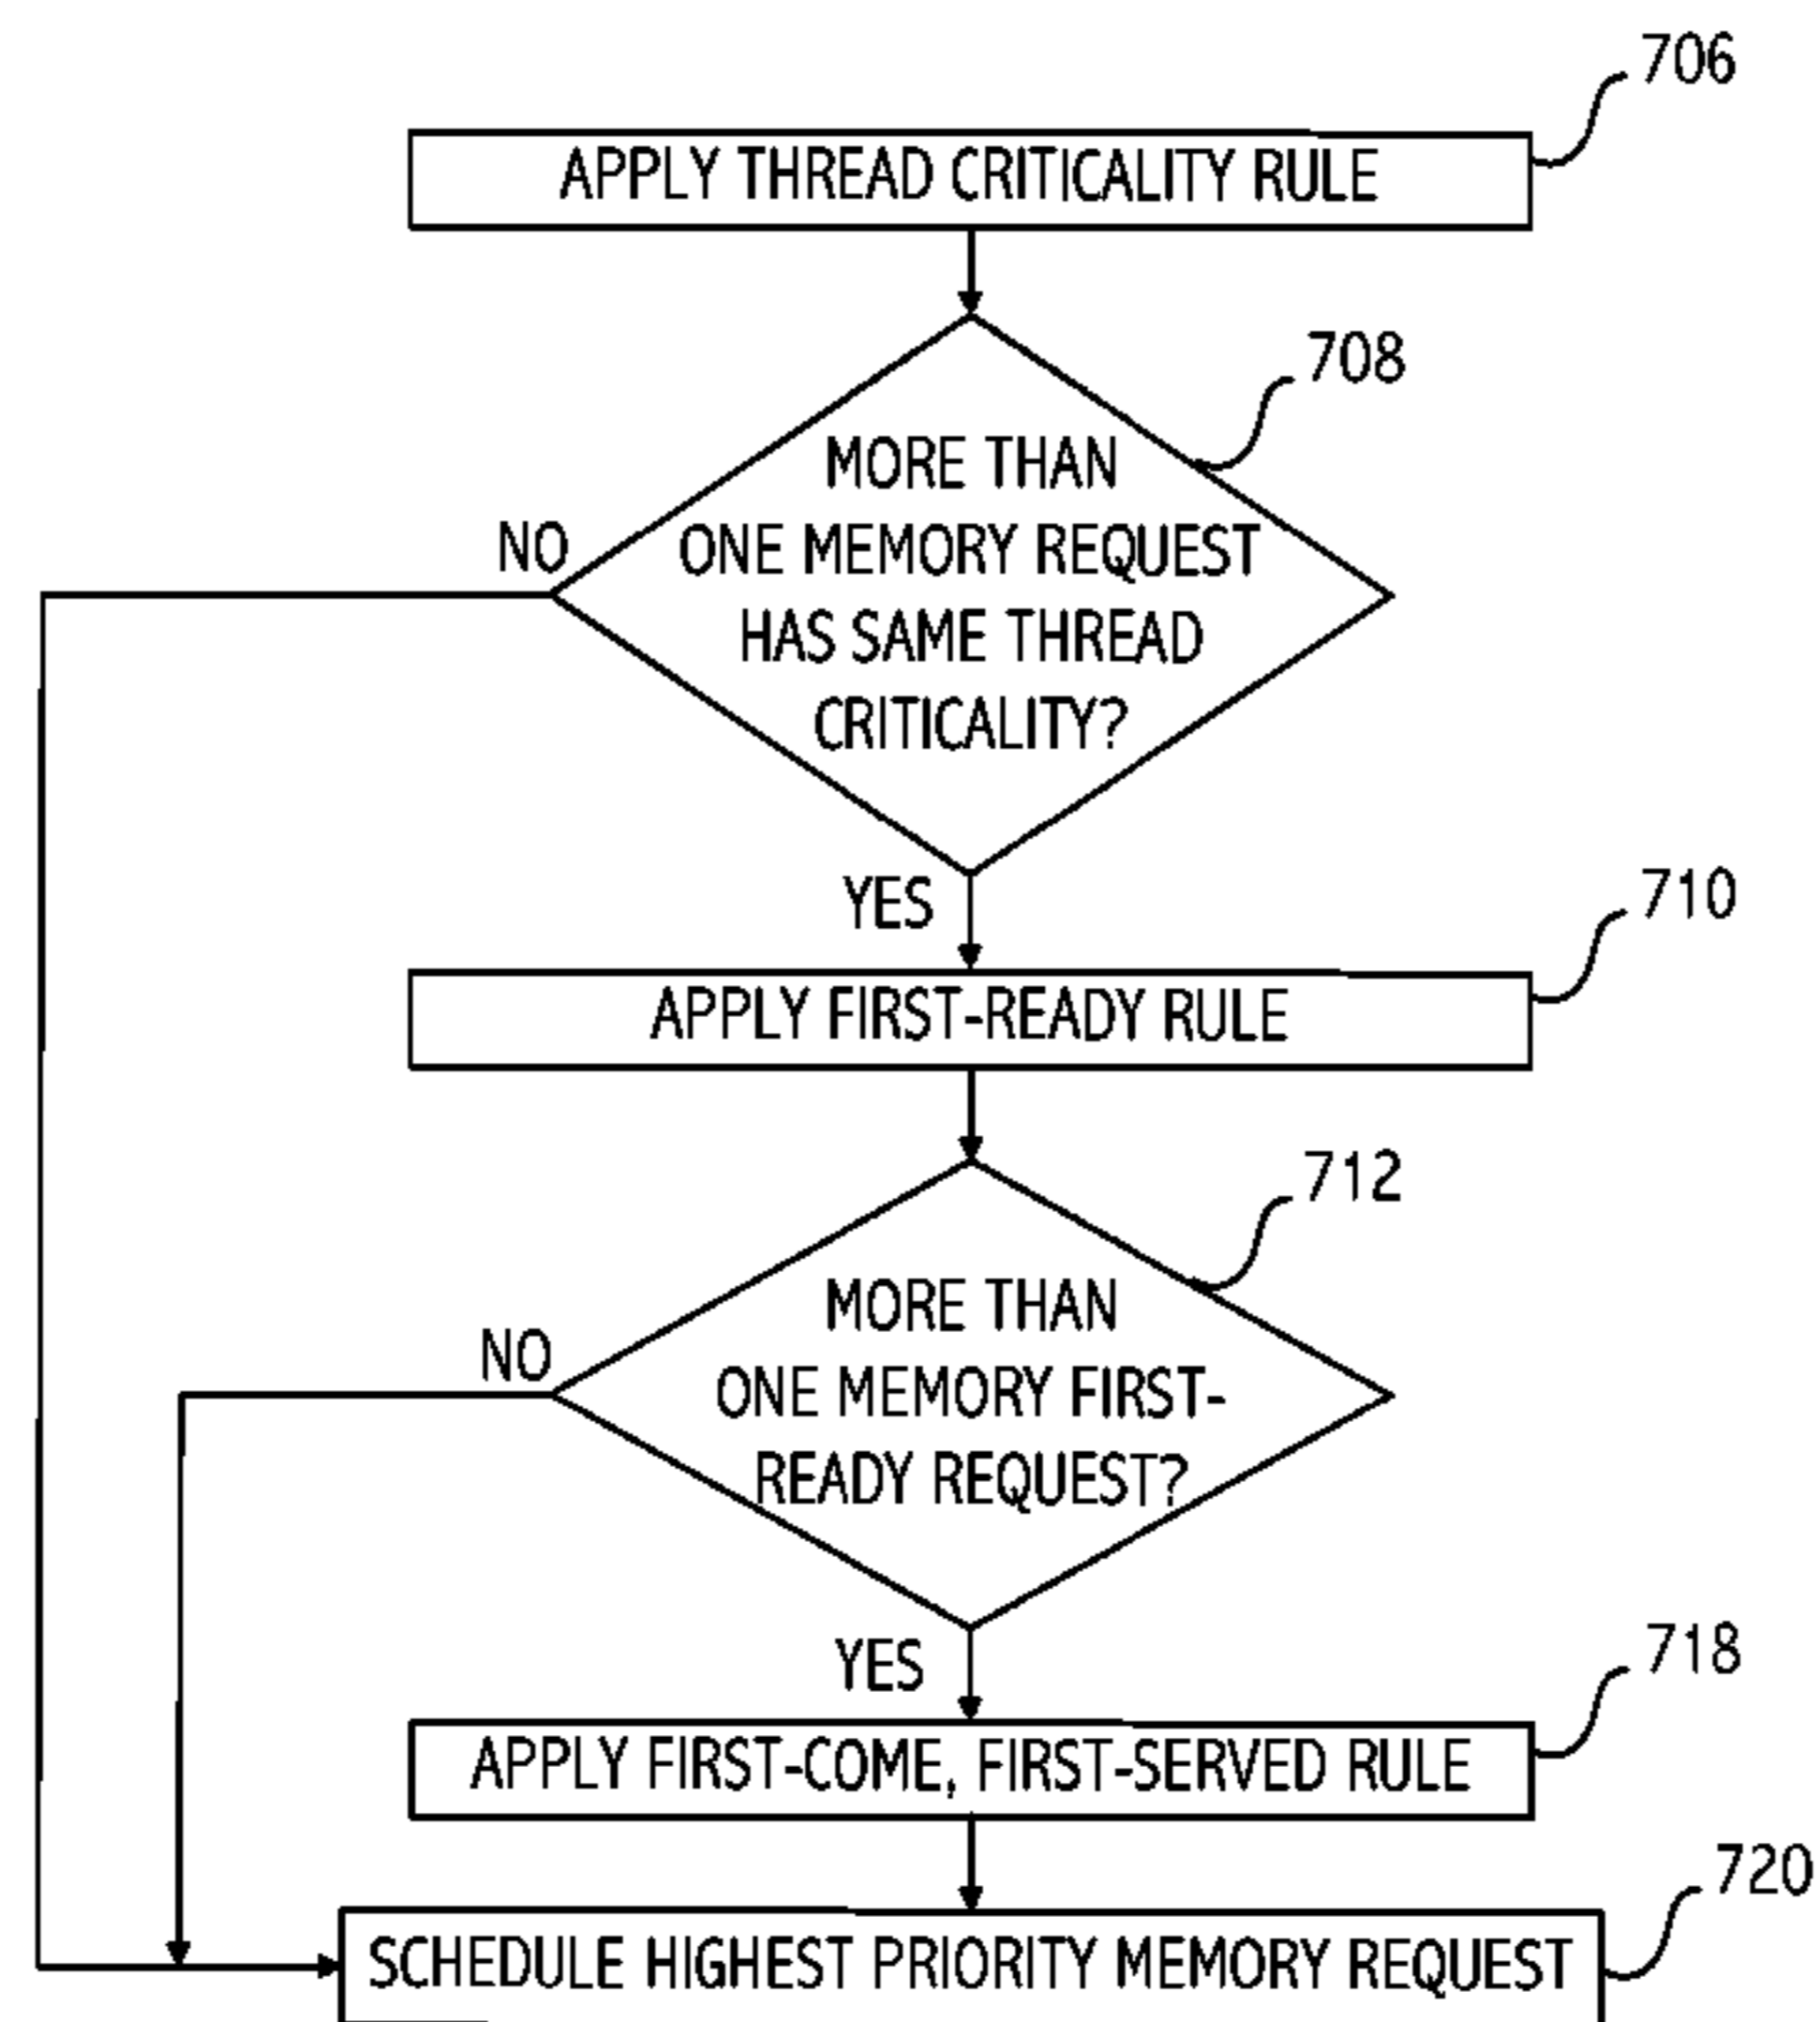 706
APPLY THREAD CRITICALITY RULE
708
MORE THAN
NO
ONE MEMORY REQUEST
HAS SAME THREAD
CRITICALITY?
YES
710
APPLY FIRST-READY RULE
712
MORE THAN
NO
ONE MEMORY FIRST-
READY REQUEST?
YES
718
APPLY FIRST-COME, FIRST-SERVED RULE
720
SCHEDULE HIGHEST PRIORITY MEMORY REQUEST